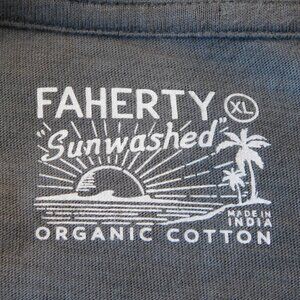 FAHERTY XL
"Sunwashed"
MADE IN
INDIA
ORGANIC COTTON